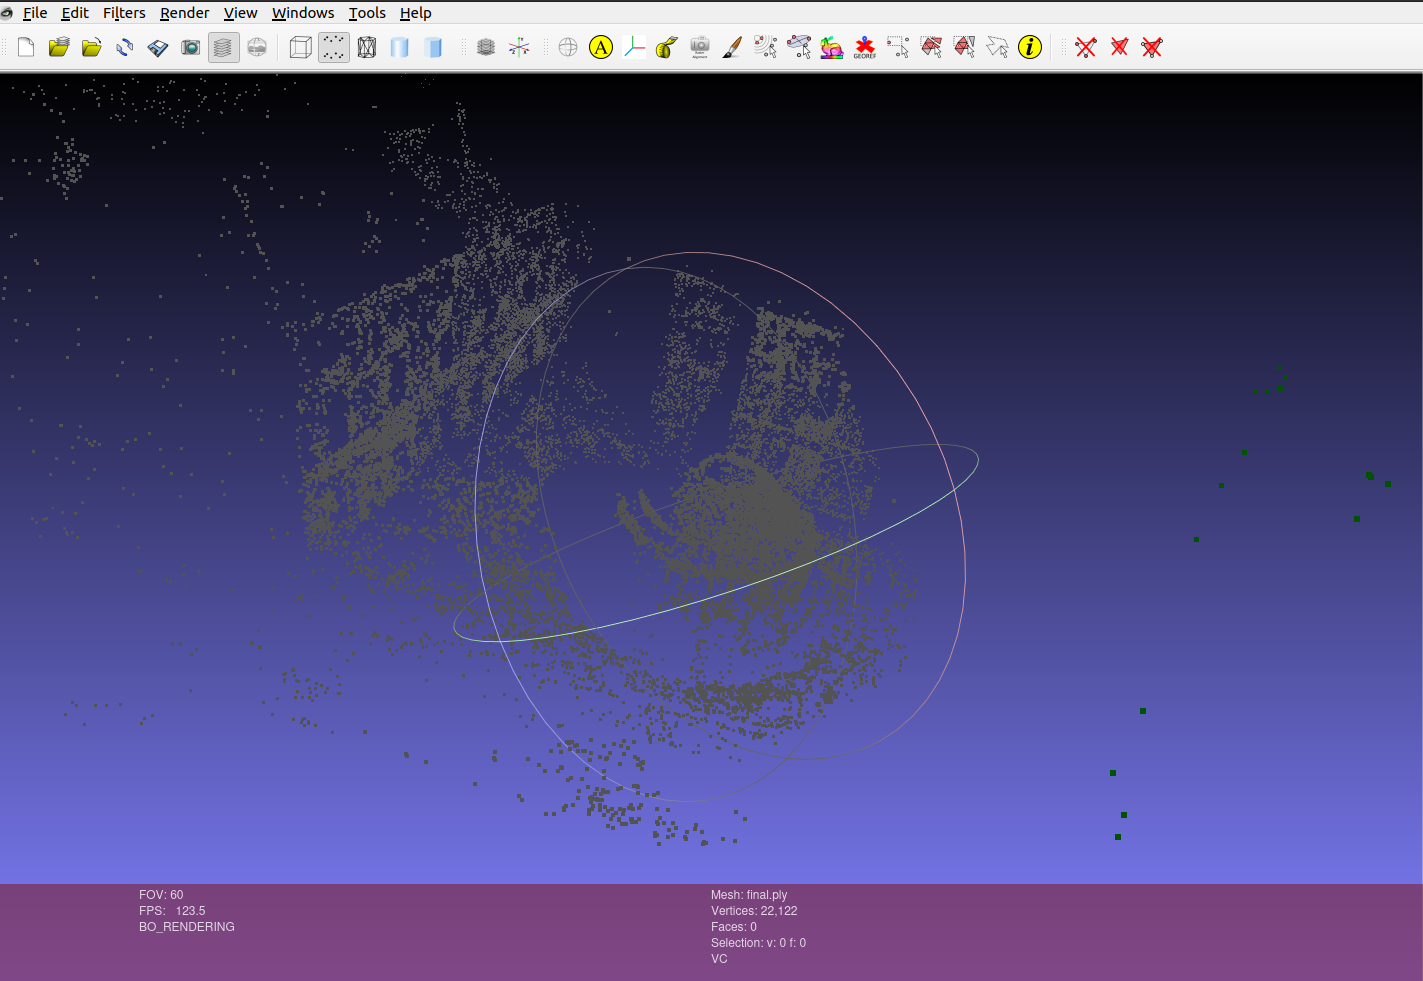 File Edit Filters Render View Windows Tools Help
A
GEOREF
i
FOV: 60
FPS: 123.5
BO_RENDERING
Mesh: final.ply
Vertices: 22,122
Faces: 0
Selection: v: 0 f: 0
VC